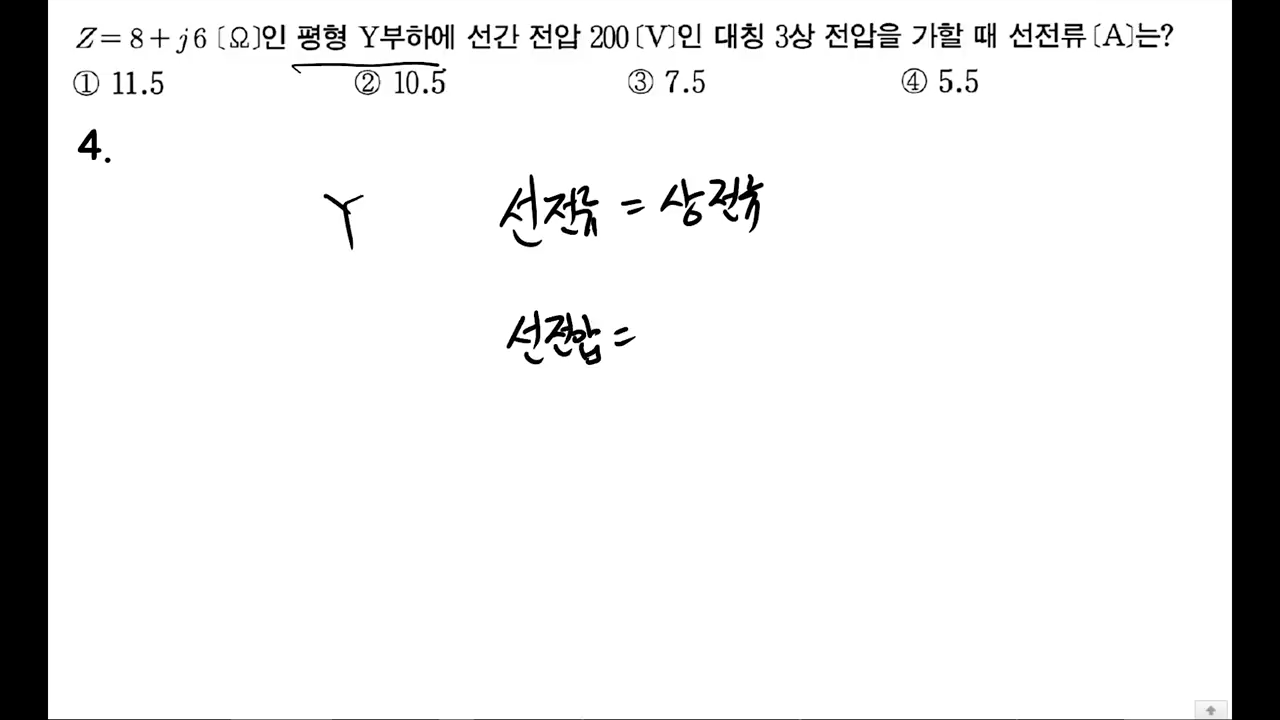 Z = 8 + j6 [Ω]인 평형 Y부하에 선간 전압 200[V]인 대칭 3상 전압을 가할 때 선전류[A]는?
① 11.5 ② 10.5 ③ 7.5 ④ 5.5
4.
Y 선전류 = 상전류
선전압 =